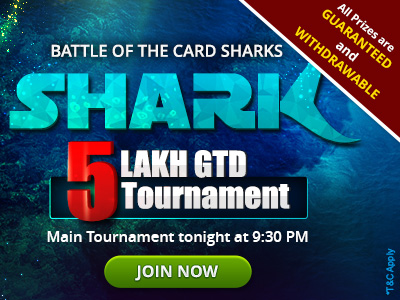 All Prizes are
GUARANTEED
and
WITHDRAWABLE
BATTLE OF THE CARD SHARKS
SHARK
5 LAKH GTD
Tournament
Main Tournament tonight at 9:30 PM
JOIN NOW
*T&C Apply